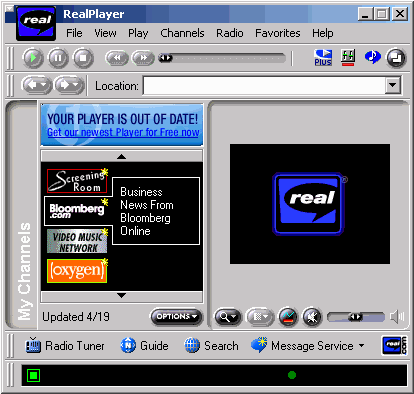 real
RealPlayer
File View Play Channels Radio Favorites Help
Plus
Location:
YOUR PLAYER IS OUT OF DATE!
Get our newest Player for Free now
My Channels
Screening Room
Bloomberg .com
VIDEO MUSIC NETWORK
(oxygen)
Business
News From
Bloomberg
Online
real®
Updated 4/19
OPTIONS
Radio Tuner Guide Search Message Service real